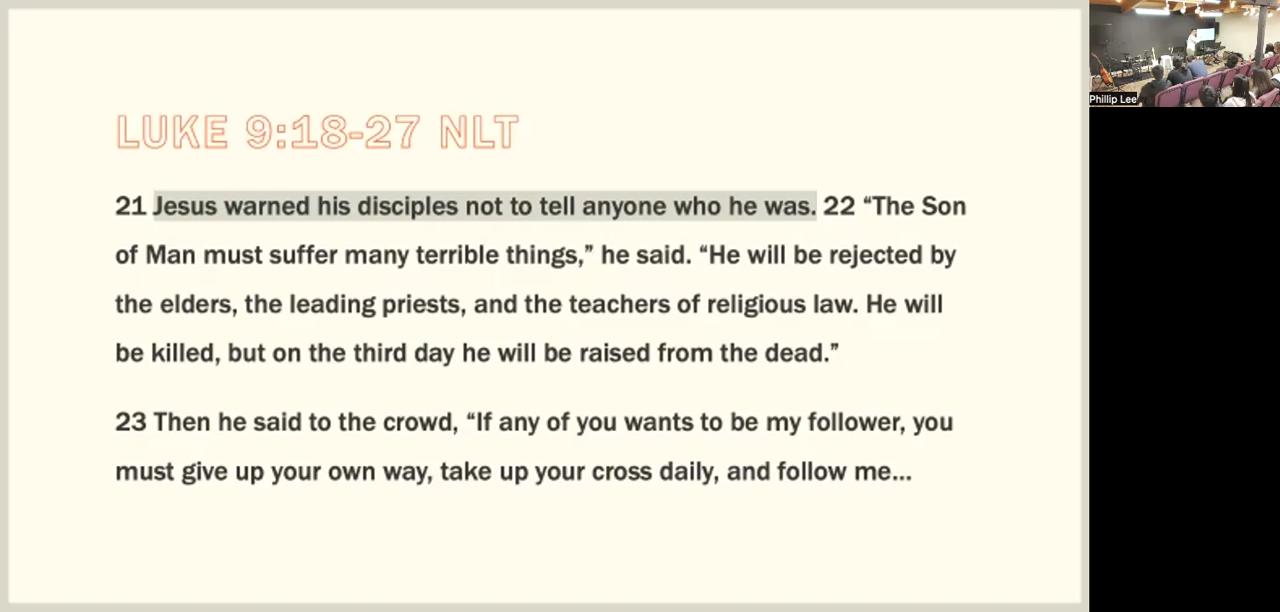 LUKE 9:18-27 NLT
21 Jesus warned his disciples not to tell anyone who he was. 22 “The Son
of Man must suffer many terrible things,” he said. “He will be rejected by
the elders, the leading priests, and the teachers of religious law. He will
be killed, but on the third day he will be raised from the dead.”
23 Then he said to the crowd, “If any of you wants to be my follower, you
must give up your own way, take up your cross daily, and follow me...
Phillip Lee